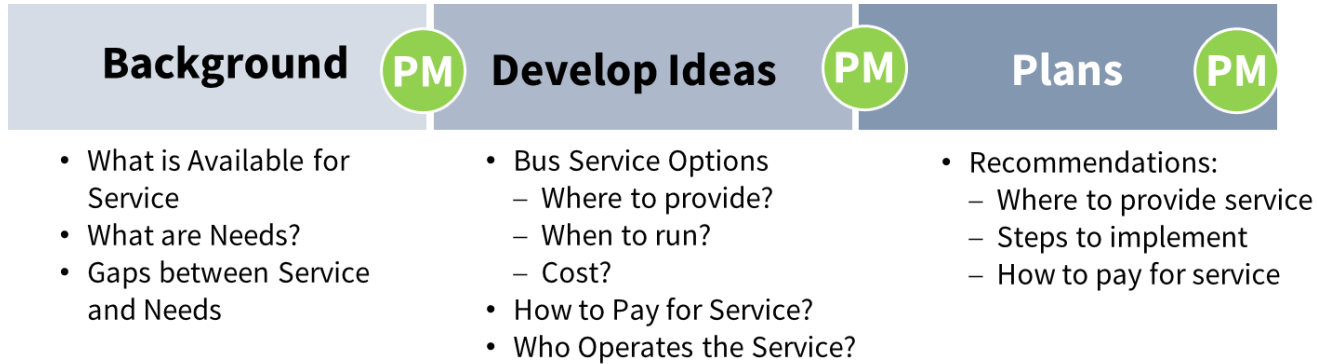 Background
PM
Develop Ideas
PM
Plans
PM
• What is Available for
Service
• What are Needs?
• Gaps between Service
and Needs
• Bus Service Options
– Where to provide?
– When to run?
– Cost?
• How to Pay for Service?
• Who Operates the Service?
• Recommendations:
– Where to provide service
– Steps to implement
– How to pay for service